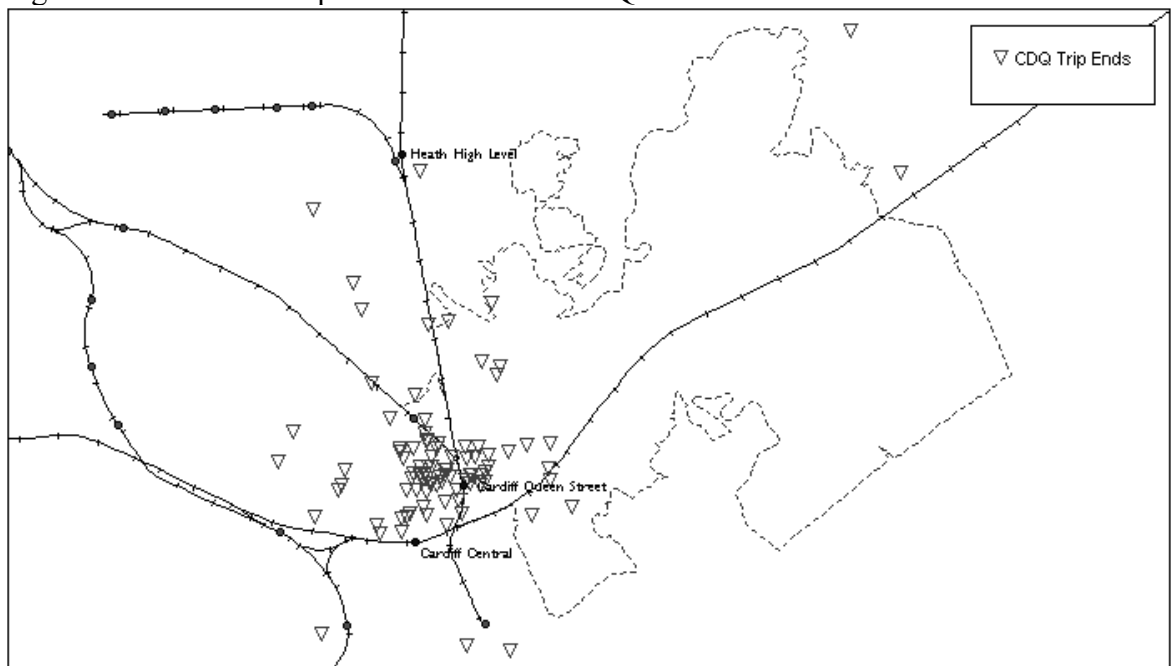 CDQ Trip Ends
Heath High Level
Cardiff Queen Street
Cardiff Central